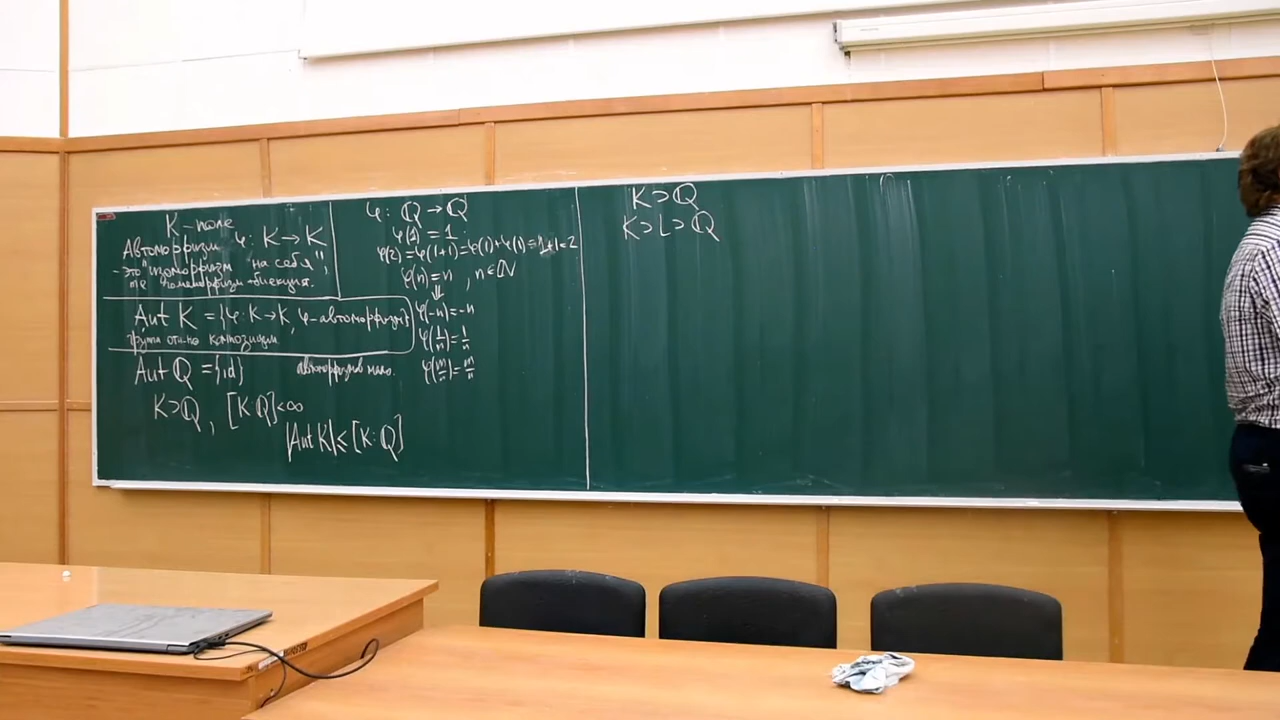 K – поле
Автоморфизм φ: K → K
– это "изоморфизм на себя",
те гомоморфизм + биекция.
Aut K = {φ: K → K, φ – автоморфизм}
группа отн-но композиции
Aut Q = {id} автоморфизмов мало.
K ⊃ ℚ, [K:ℚ] < ∞
|Aut K| ≤ [K:ℚ]
φ: ℚ → ℚ
φ(1) = 1
φ(2) = φ(1+1) = φ(1)+φ(1) = 1+1 = 2
φ(n) = n, n ∈ ℕ
⇓
φ(-n) = -n
φ(1/n) = 1/n
φ(m/n) = m/n
K ⊃ ℚ
K ⊃ L ⊃ ℚ